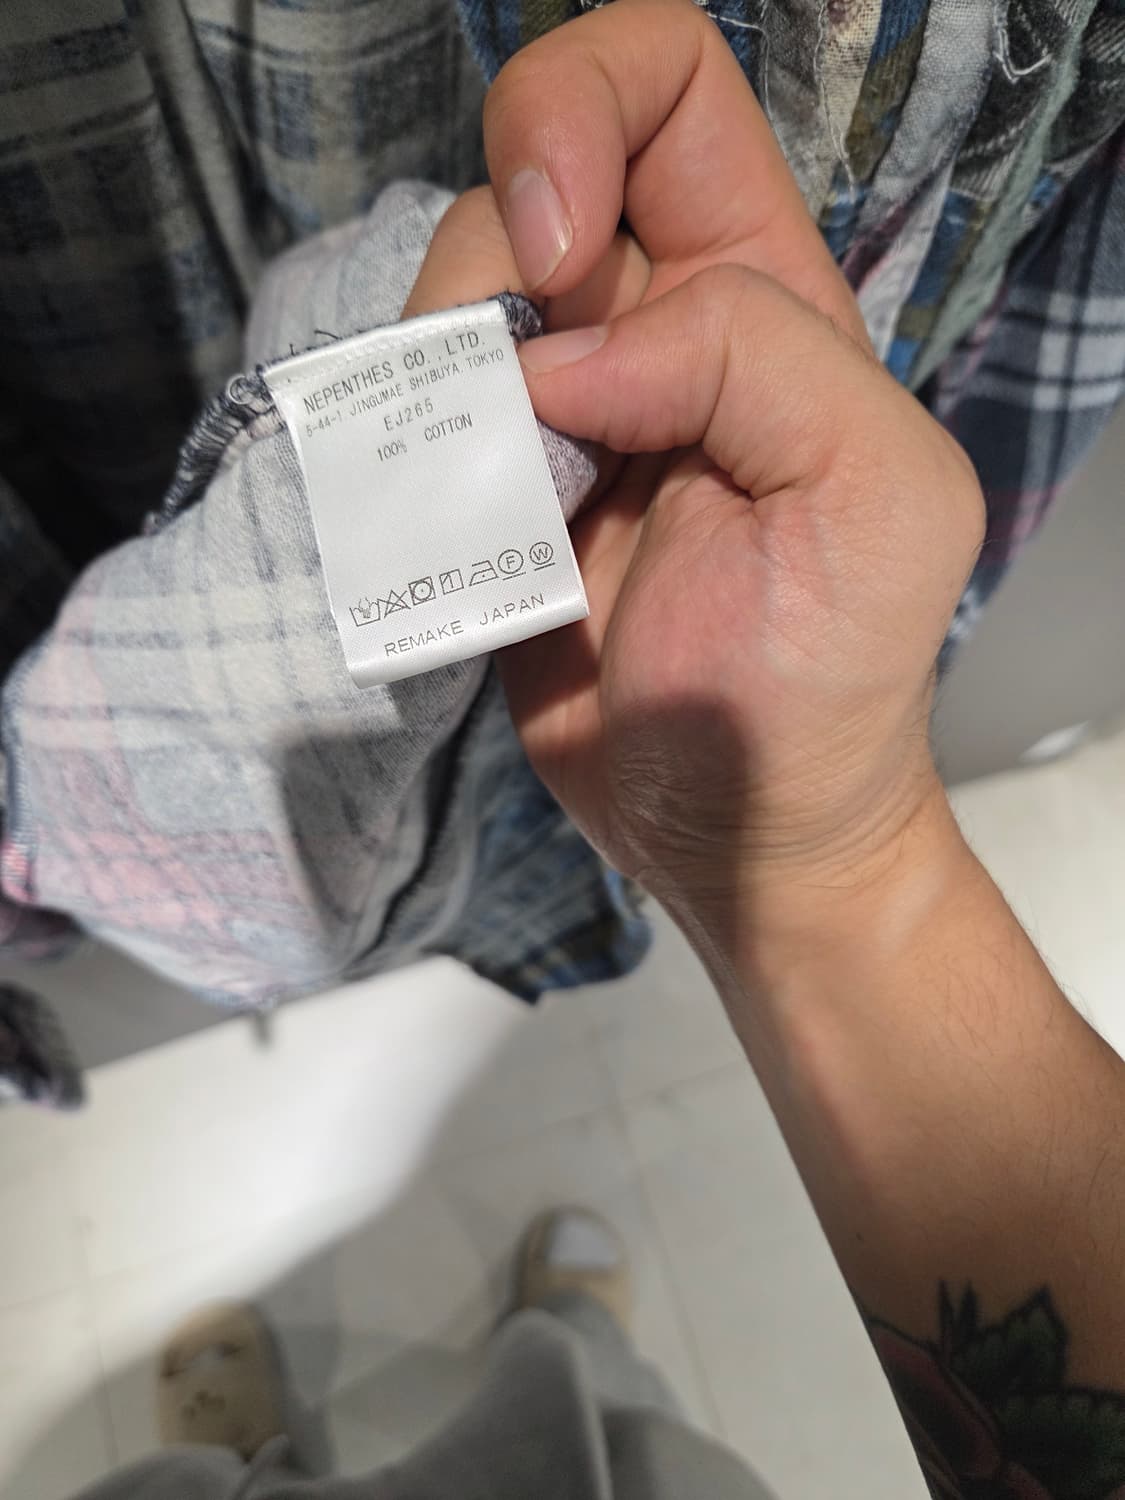 NEPENTHES CO.,LTD.
5-44-1 JINGUMAE SHIBUYA TOKYO
EJ265
100% COTTON
F W
REMAKE JAPAN